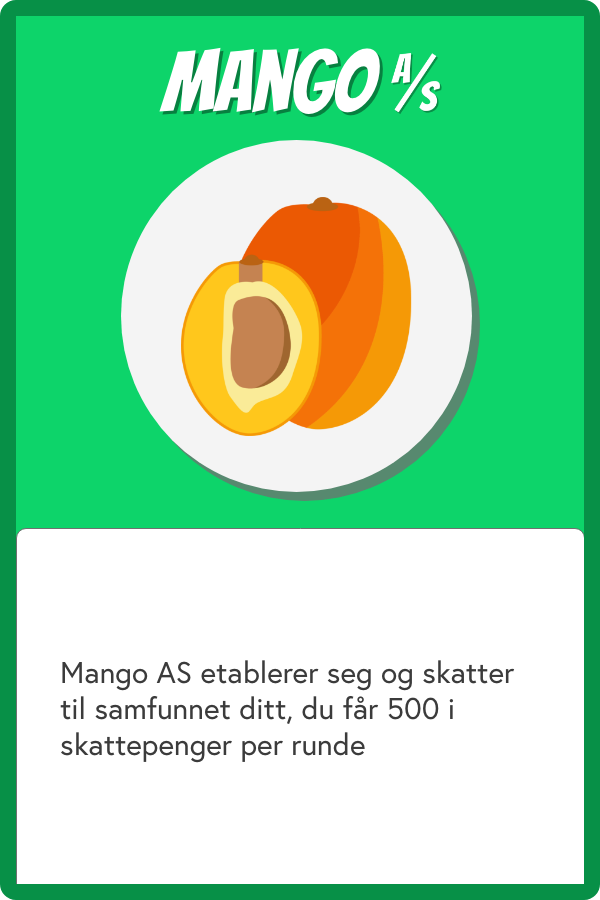 MANGO A/S
Mango AS etablerer seg og skatter
til samfunnet ditt, du får 500 i
skattepenger per runde